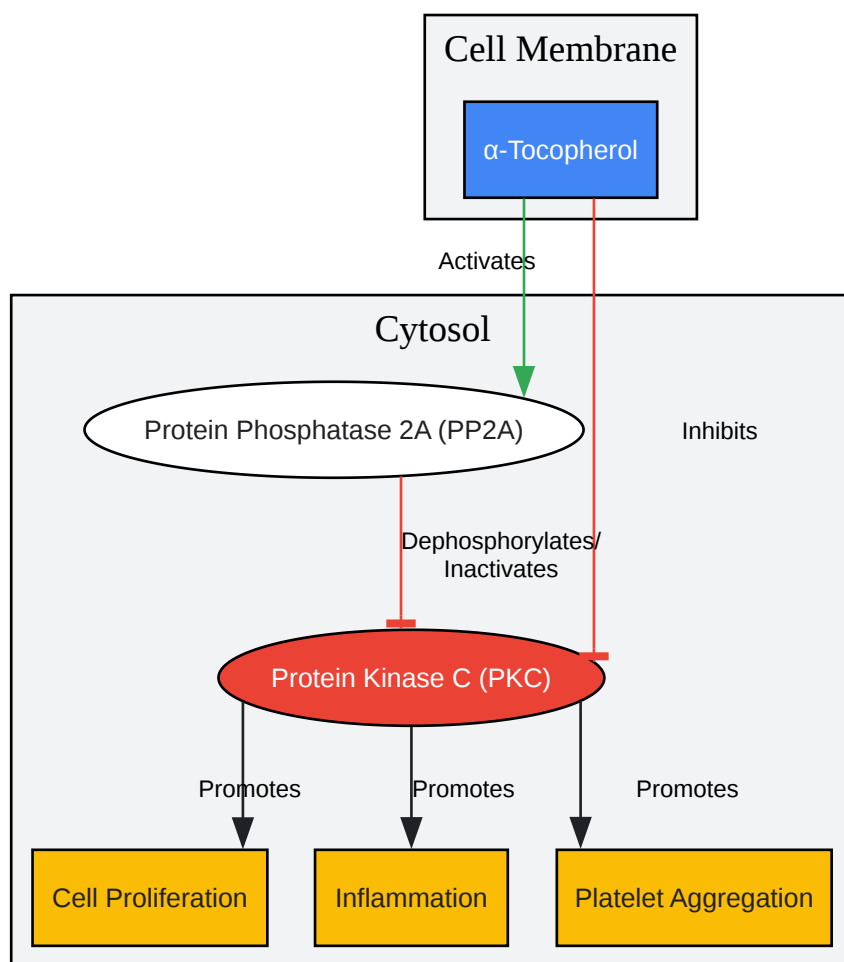 Cell Membrane
α-Tocopherol
Activates
Cytosol
Protein Phosphatase 2A (PP2A)
Inhibits
Dephosphorylates/
Inactivates
Protein Kinase C (PKC)
Promotes
Promotes
Promotes
Cell Proliferation
Inflammation
Platelet Aggregation